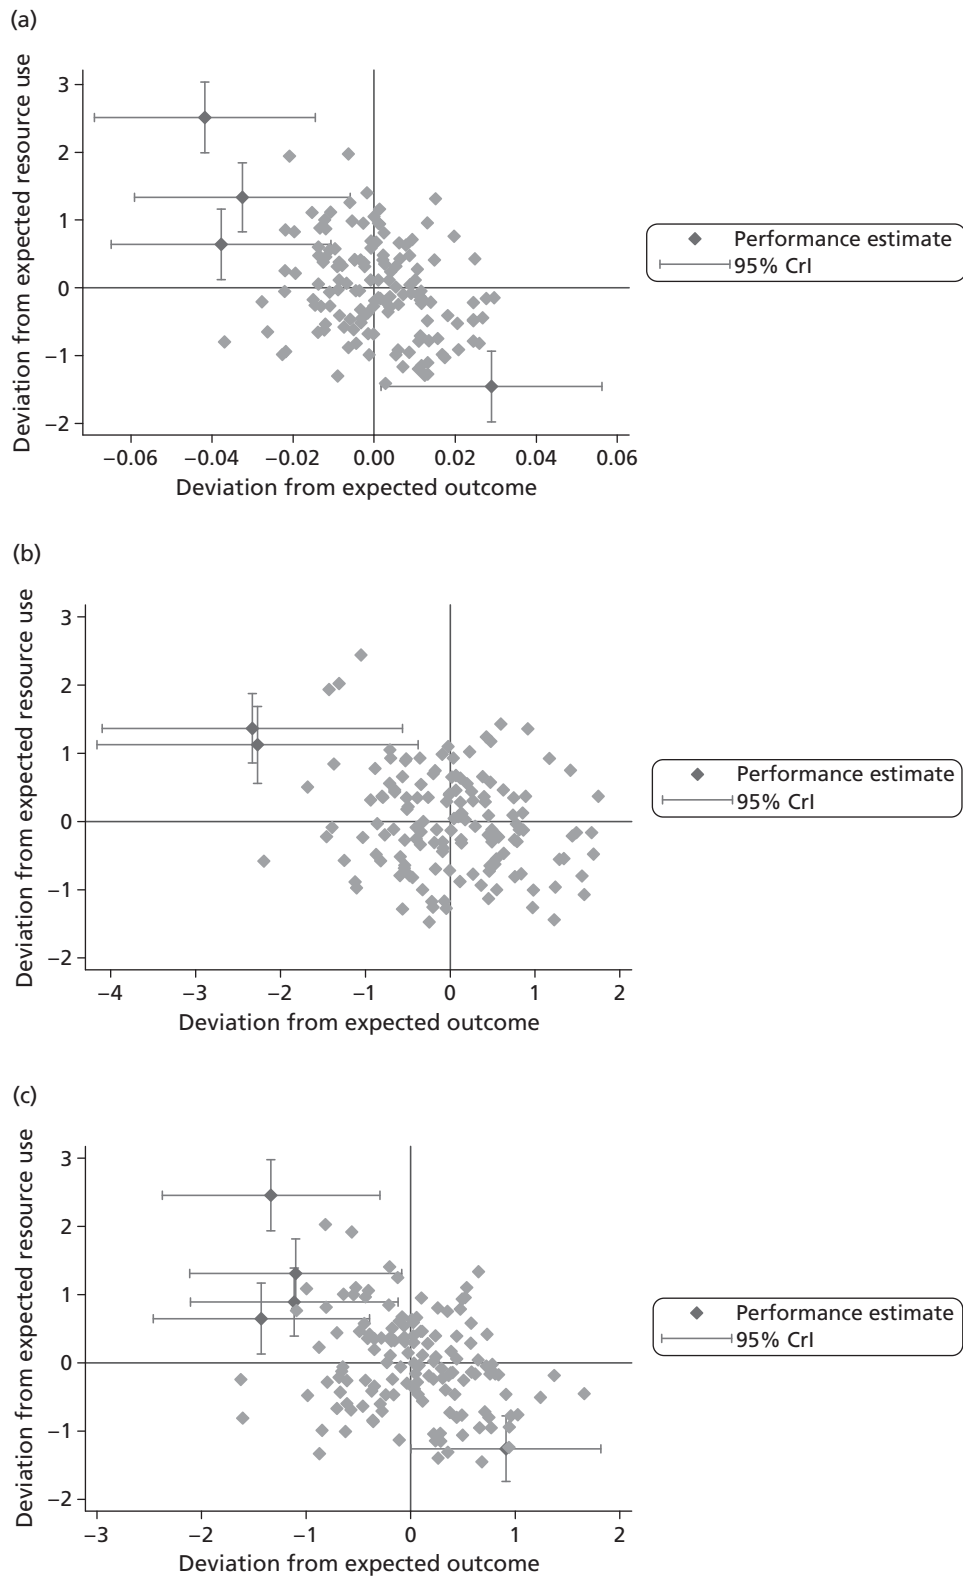 (a)
Deviation from expected resource use
3
2
1
0
−1
−2
−0.06 −0.04 −0.02 0.00 0.02 0.04 0.06
Deviation from expected outcome
Performance estimate
95% CrI
(b)
Deviation from expected resource use
3
2
1
0
−1
−2
−4 −3 −2 −1 0 1 2
Deviation from expected outcome
Performance estimate
95% CrI
(c)
Deviation from expected resource use
3
2
1
0
−1
−2
−3 −2 −1 0 1 2
Deviation from expected outcome
Performance estimate
95% CrI